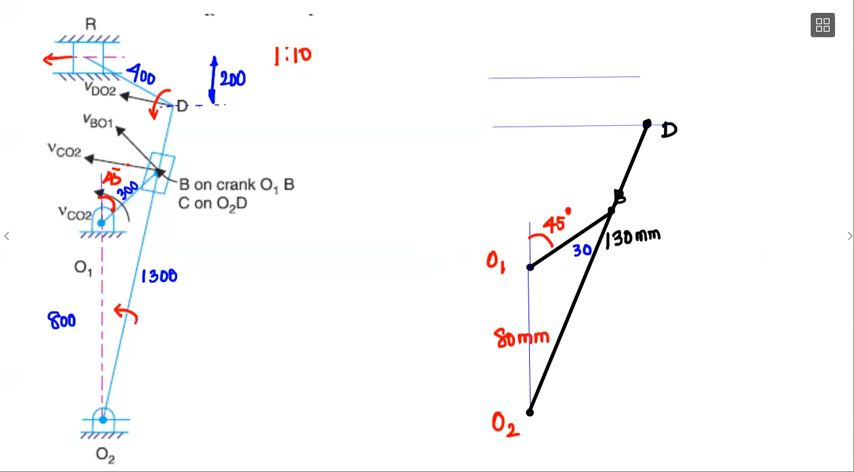 R
1:10
400
200
vDO2
D
vBO1
vCO2
45°
300
B on crank O1 B
C on O2D
vCO2
O1
1300
800
O2
D
B
45°
O1
30
130mm
80mm
O2